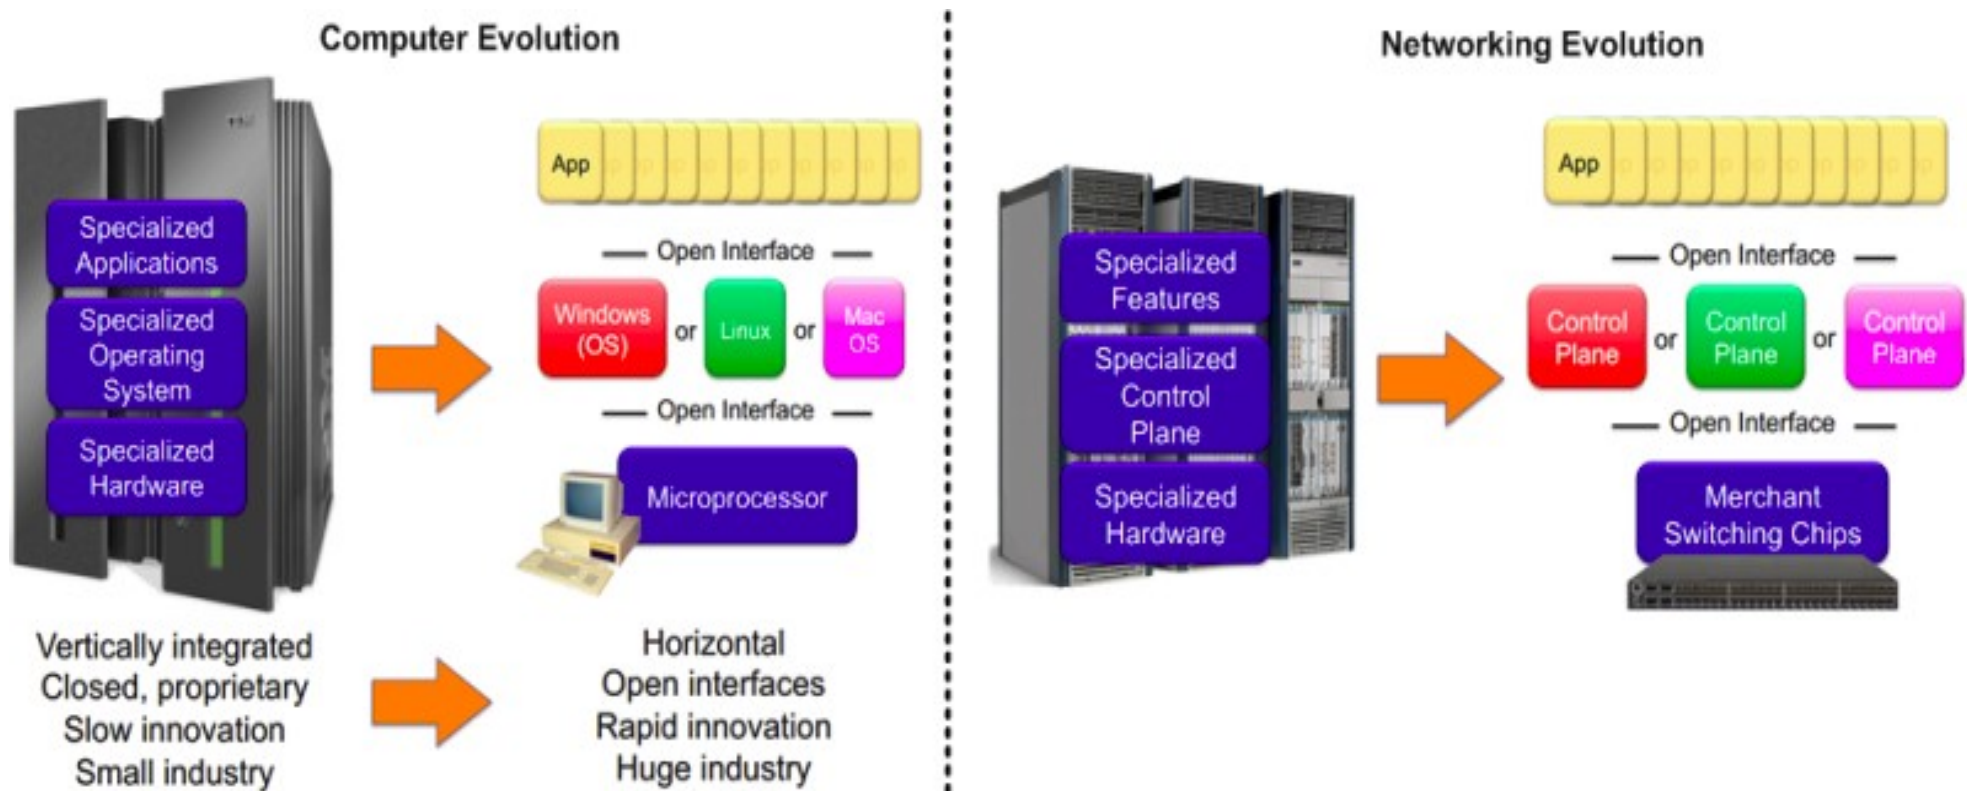 Computer Evolution
Specialized
Applications
Specialized
Operating
System
Specialized
Hardware
Vertically integrated
Closed, proprietary
Slow innovation
Small industry
App
Open Interface
Windows
(OS)
or
Linux
or
Mac
OS
Open Interface
Microprocessor
Horizontal
Open interfaces
Rapid innovation
Huge industry
Networking Evolution
Specialized
Features
Specialized
Control
Plane
Specialized
Hardware
App
Open Interface
Control
Plane
or
Control
Plane
or
Control
Plane
Open Interface
Merchant
Switching Chips